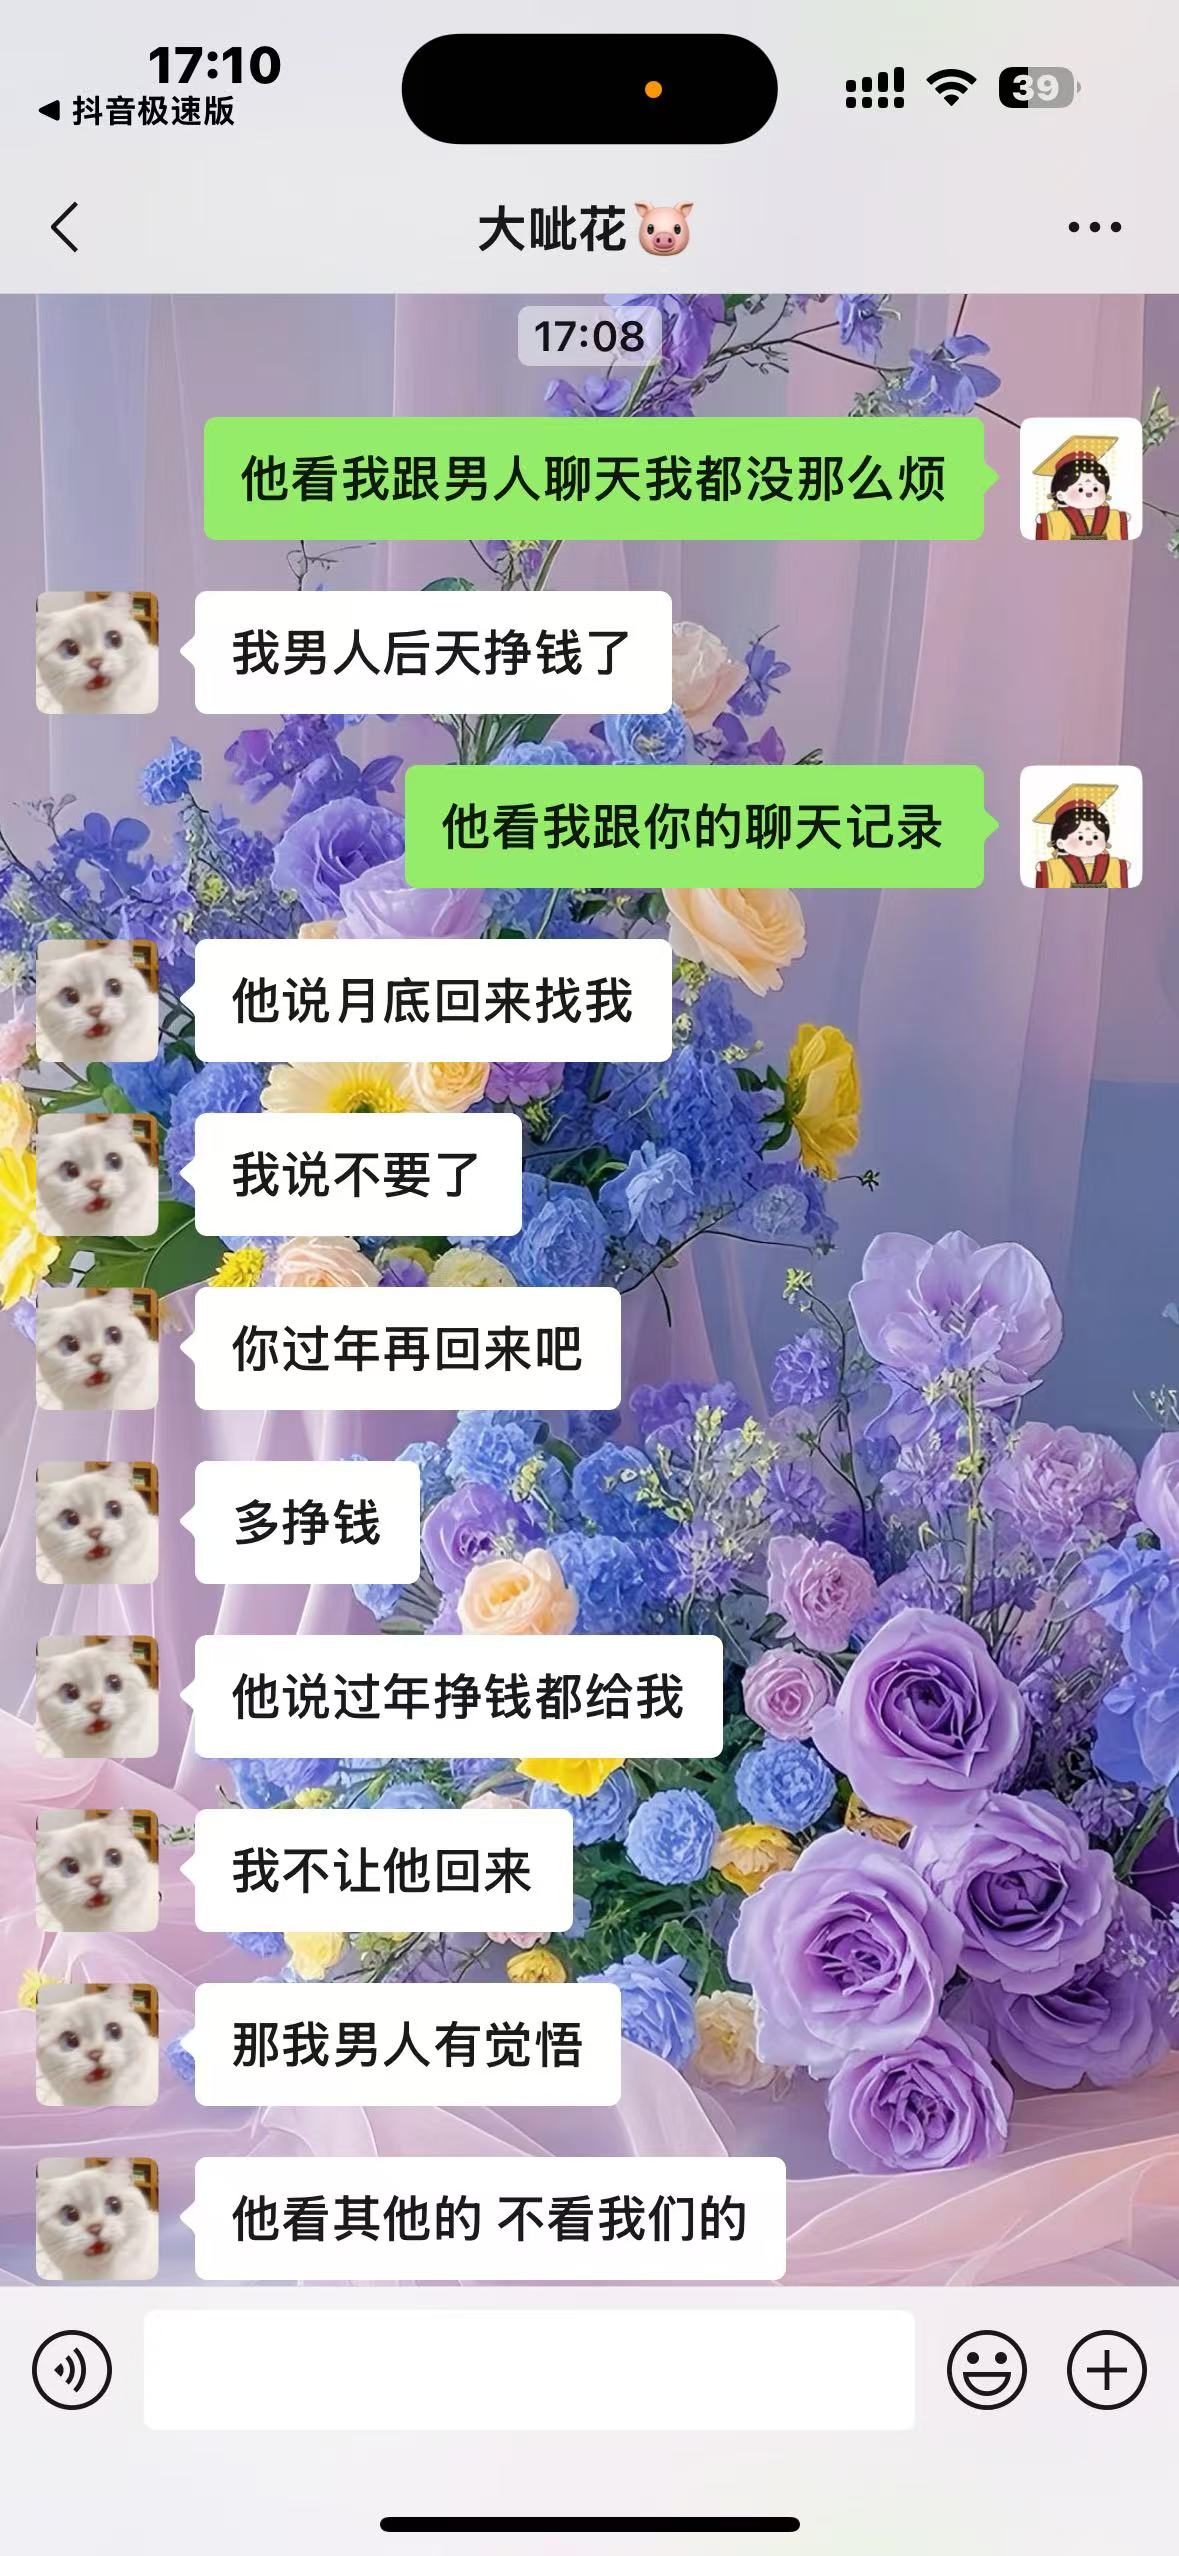 17:10
39
抖音极速版
大呲花🐷
17:08
他看我跟男人聊天我都没那么烦
我男人后天挣钱了
他看我跟你的聊天记录
他说月底回来找我
我说不要了
你过年再回来吧
多挣钱
他说过年挣钱都给我
我不让他回来
那我男人有觉悟
他看其他的 不看我们的